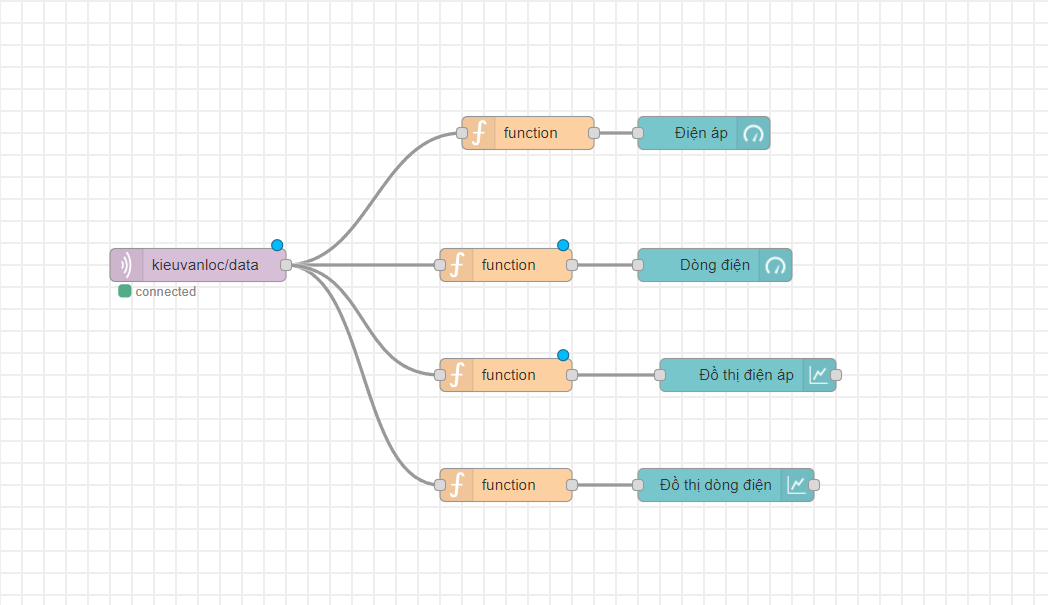 function
Điện áp
kieuvanloc/data
connected
function
Dòng điện
function
Đồ thị điện áp
function
Đồ thị dòng điện